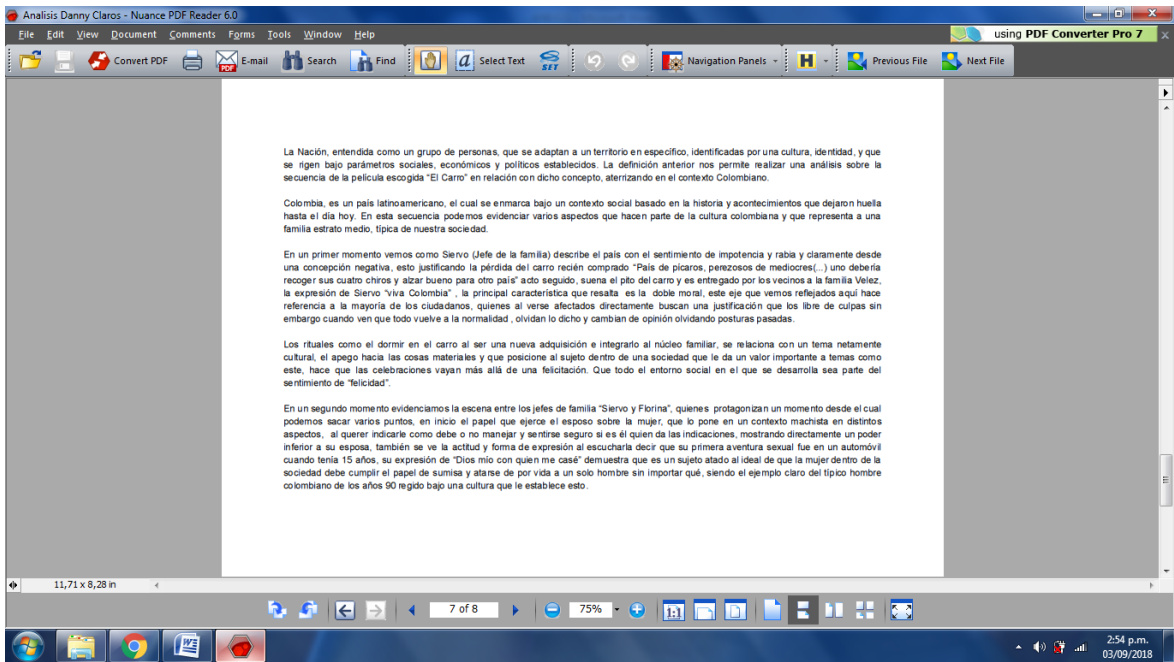 Analisis Danny Claros - Nuance PDF Reader 6.0
File Edit View Document Comments Forms Tools Window Help
using PDF Converter Pro 7
Convert PDF E-mail Search Find Select Text SET Navigation Panels H Previous File Next File
La Nación, entendida como un grupo de personas, que se adaptan a un territorio en específico, identificadas por una cultura, identidad, y que
se rigen bajo parámetros sociales, económicos y políticos establecidos. La definición anterior nos permite realizar una análisis sobre la
secuencia de la película escogida "El Carro" en relación con dicho concepto, aterrizando en el contexto Colombiano.
Colombia, es un país latinoamericano, el cual se enmarca bajo un contexto social basado en la historia y acontecimientos que dejaron huella
hasta el día hoy. En esta secuencia podemos evidenciar varios aspectos que hacen parte de la cultura colombiana y que representa a una
familia estrato medio, típica de nuestra sociedad.
En un primer momento vemos como Siervo (Jefe de la familia) describe el país con el sentimiento de impotencia y rabia y claramente desde
una concepción negativa, esto justificando la pérdida del carro recién comprado "País de pícaros, perezosos de mediocres(...) uno debería
recoger sus cuatro chiros y alzar bueno para otro país" acto seguido, suena el pito del carro y es entregado por los vecinos a la familia Velez,
la expresión de Siervo "viva Colombia" , la principal característica que resalta es la doble moral, este eje que vemos reflejados aquí hace
referencia a la mayoría de los ciudadanos, quienes al verse afectados directamente buscan una justificación que los libre de culpas sin
embargo cuando ven que todo vuelve a la normalidad , olvidan lo dicho y cambian de opinión olvidando posturas pasadas.
Los rituales como el dormir en el carro al ser una nueva adquisición e integrarlo al núcleo familiar, se relaciona con un tema netamente
cultural, el apego hacia las cosas materiales y que posicione al sujeto dentro de una sociedad que le da un valor importante a temas como
este, hace que las celebraciones vayan más allá de una felicitación. Que todo el entorno social en el que se desarrolla sea parte del
sentimiento de "felicidad".
En un segundo momento evidenciamos la escena entre los jefes de familia "Siervo y Florina", quienes protagonizan un momento desde el cual
podemos sacar varios puntos, en inicio el papel que ejerce el esposo sobre la mujer, que lo pone en un contexto machista en distintos
aspectos, al querer indicarle como debe o no manejar y sentirse seguro si es él quien da las indicaciones, mostrando directamente un poder
inferior a su esposa, también se ve la actitud y forma de expresión al escucharla decir que su primera aventura sexual fue en un automóvil
cuando tenía 15 años, su expresión de "Dios mío con quien me casé" demuestra que es un sujeto atado al ideal de que la mujer dentro de la
sociedad debe cumplir el papel de sumisa y atarse de por vida a un solo hombre sin importar qué, siendo el ejemplo claro del típico hombre
colombiano de los años 90 regido bajo una cultura que le establece esto.
11,71 x 8,28 in
7 of 8 75% 1:1
2:54 p.m.
03/09/2018